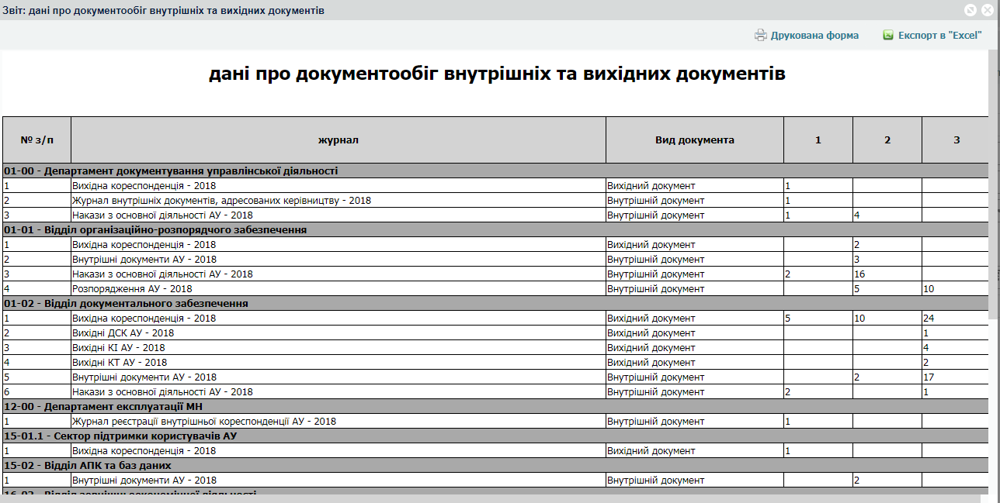 Звіт: дані про документообіг внутрішніх та вихідних документів
Друкована форма Експорт в "Excel"
дані про документообіг внутрішніх та вихідних документів
№ з/п журнал Вид документа 1 2 3
01-00 - Департамент документування управлінської діяльності
1 Вихідна кореспонденція - 2018 Вихідний документ 1
2 Журнал внутрішніх документів, адресованих керівництву - 2018 Внутрішній документ 1
3 Накази з основної діяльності АУ - 2018 Внутрішній документ 1 4
01-01 - Відділ організаційно-розпорядчого забезпечення
1 Вихідна кореспонденція - 2018 Вихідний документ 2
2 Внутрішні документи АУ - 2018 Внутрішній документ 3
3 Накази з основної діяльності АУ - 2018 Внутрішній документ 2 16
4 Розпорядження АУ - 2018 Внутрішній документ 5 10
01-02 - Відділ документального забезпечення
1 Вихідна кореспонденція - 2018 Вихідний документ 5 10 24
2 Вихідні ДСК АУ - 2018 Вихідний документ 1
3 Вихідні КІ АУ - 2018 Вихідний документ 4
4 Вихідні КТ АУ - 2018 Вихідний документ 2
5 Внутрішні документи АУ - 2018 Внутрішній документ 2 17
6 Накази з основної діяльності АУ - 2018 Внутрішній документ 2 1
12-00 - Департамент експлуатації МН
1 Журнал реєстрації внутрішньої кореспонденції АУ - 2018 Внутрішній документ 1
15-01.1 - Сектор підтримки користувачів АУ
1 Вихідна кореспонденція - 2018 Вихідний документ 1
15-02 - Відділ АПК та баз даних
1 Внутрішні документи АУ - 2018 Внутрішній документ 2
16-02 - Відділ зовнішньоекономічної діяльності